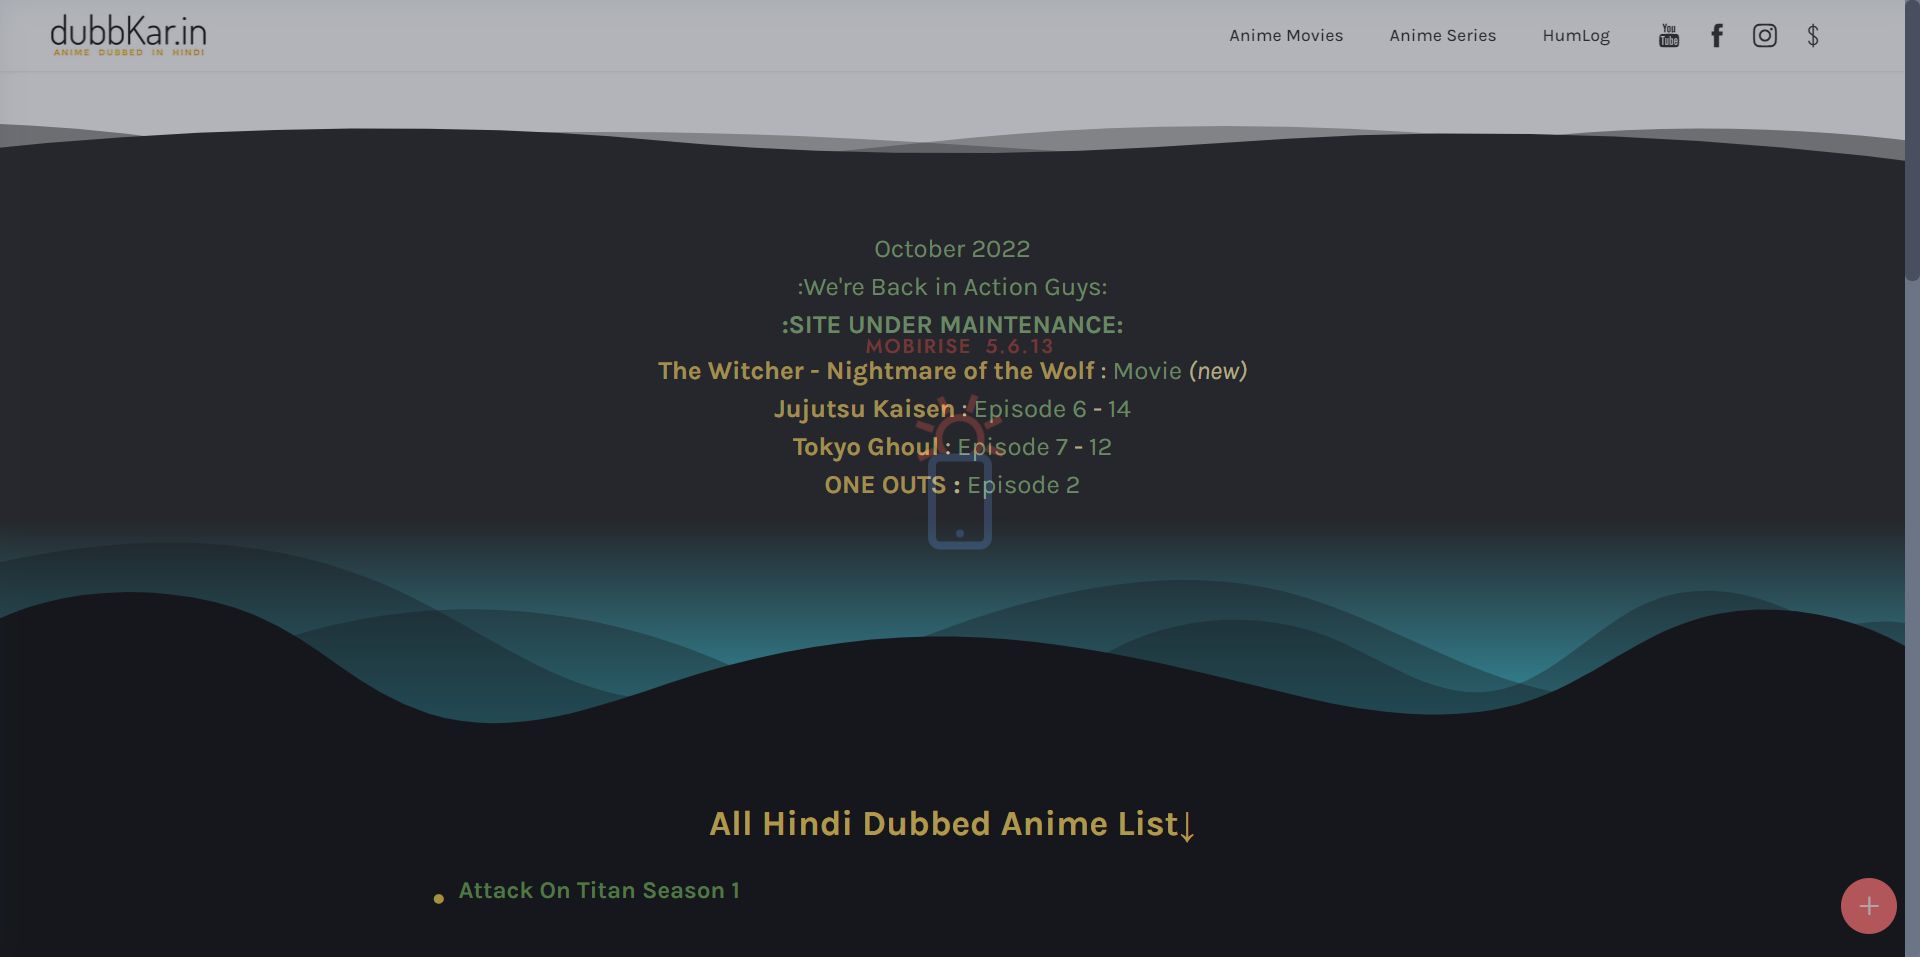 dubbKar.in
ANIME DUBBED IN HINDI
Anime Movies
Anime Series
HumLog
You Tube
October 2022
:We're Back in Action Guys:
:SITE UNDER MAINTENANCE:
MOBIRISE 5.6.13
The Witcher - Nightmare of the Wolf : Movie (new)
Jujutsu Kaisen : Episode 6 - 14
Tokyo Ghoul : Episode 7 - 12
ONE OUTS : Episode 2
All Hindi Dubbed Anime List↓
Attack On Titan Season 1